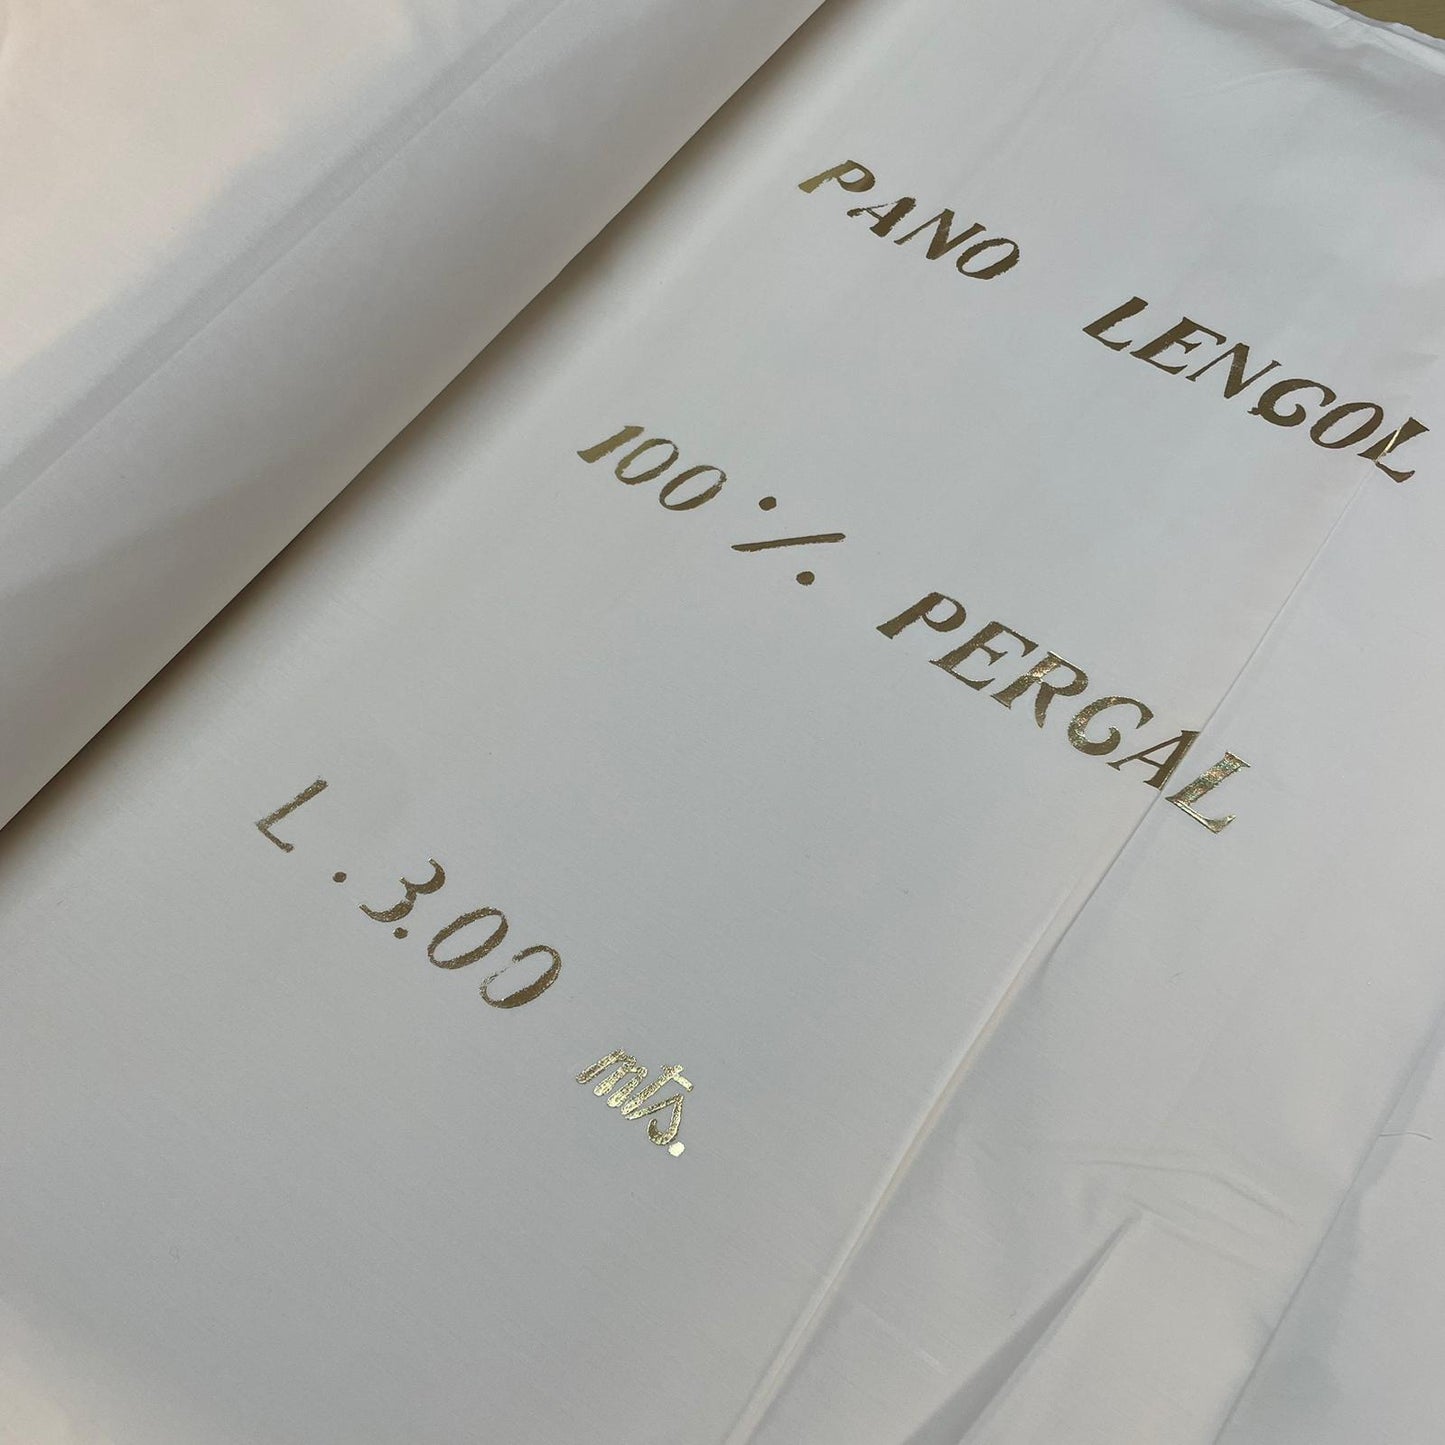 PANO LENÇOL
100% PERCAL
L. 3.00 mts.